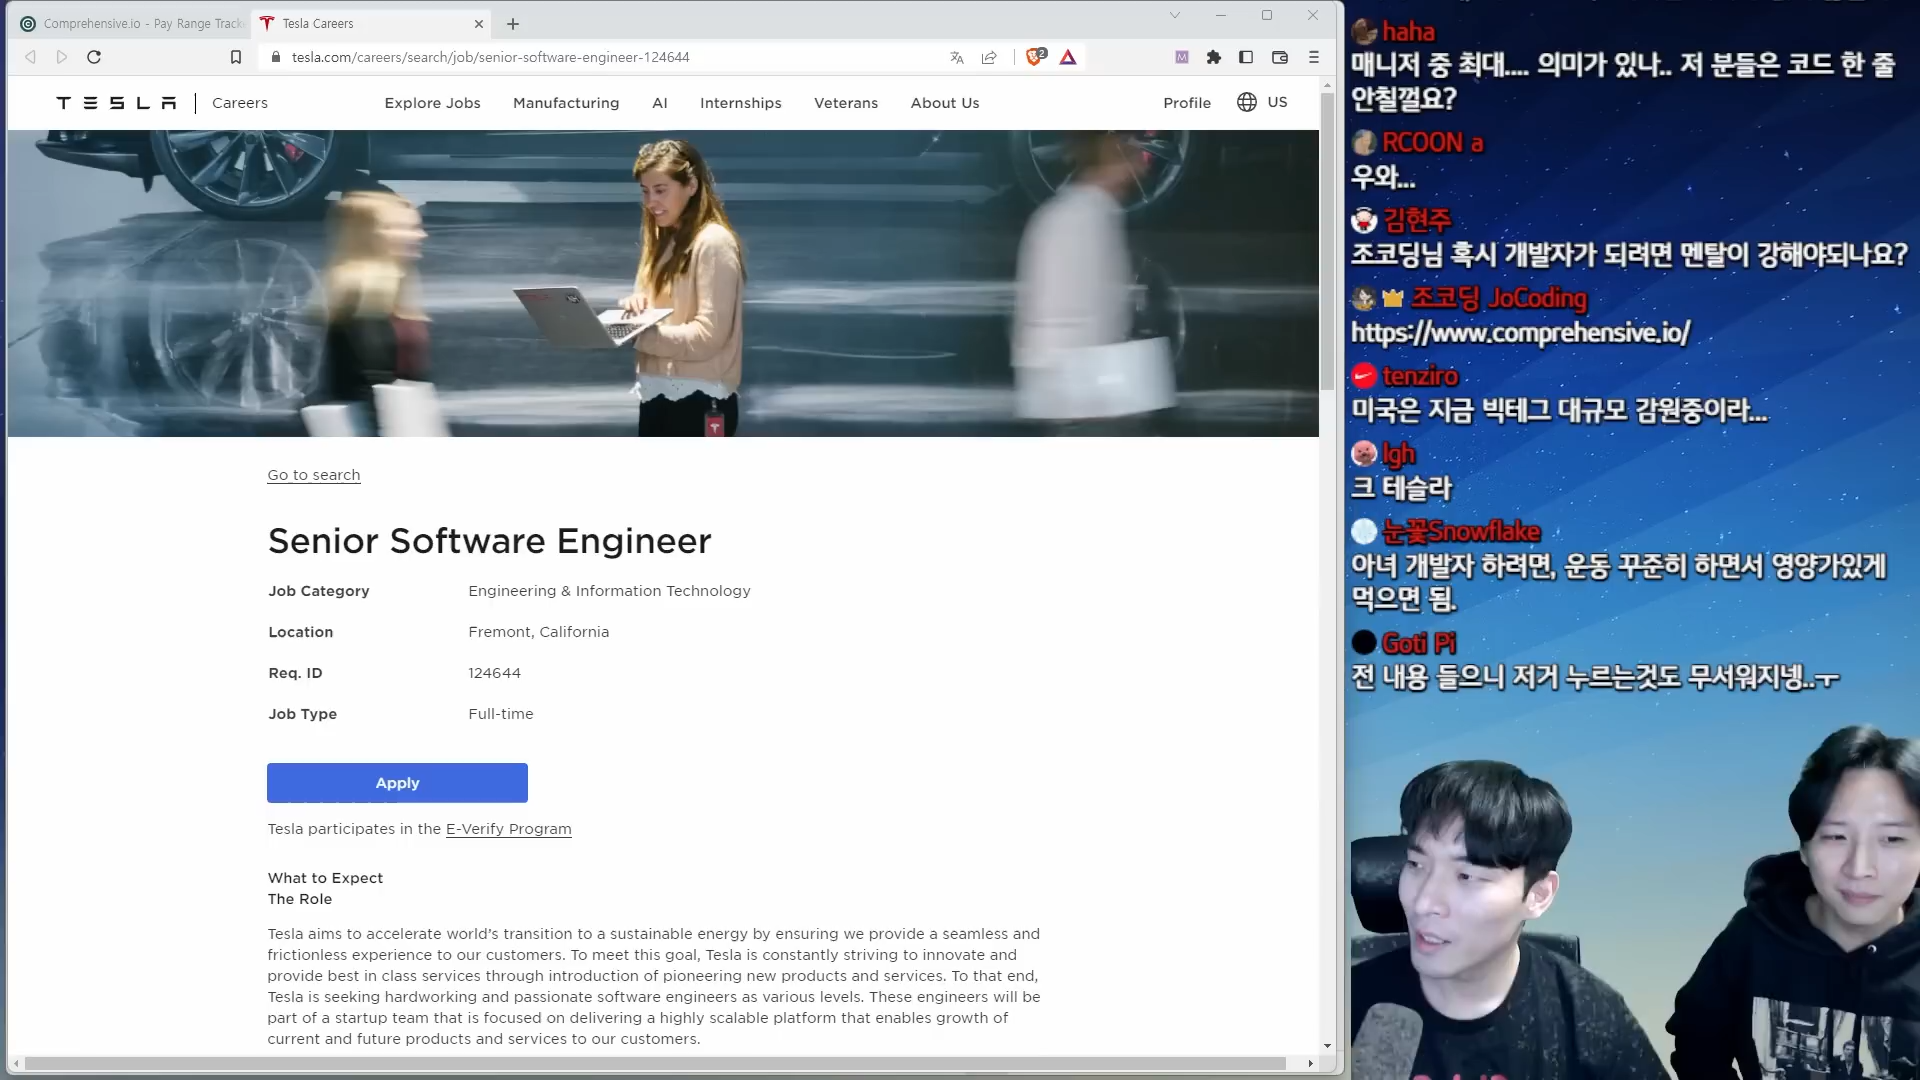 Comprehensive.io - Pay Range Track
Tesla Careers
tesla.com/careers/search/job/senior-software-engineer-124644
2
M
TESLA
Careers
Explore Jobs
Manufacturing
AI
Internships
Veterans
About Us
Profile
US
Go to search
Senior Software Engineer
Job Category
Engineering & Information Technology
Location
Fremont, California
Req. ID
124644
Job Type
Full-time
Apply
Tesla participates in the E-Verify Program
What to Expect
The Role
Tesla aims to accelerate world's transition to a sustainable energy by ensuring we provide a seamless and
frictionless experience to our customers. To meet this goal, Tesla is constantly striving to innovate and
provide best in class services through introduction of pioneering new products and services. To that end,
Tesla is seeking hardworking and passionate software engineers as various levels. These engineers will be
part of a startup team that is focused on delivering a highly scalable platform that enables growth of
current and future products and services to our customers.
haha
매니저 중 최대.... 의미가 있나.. 저 분들은 코드 한 줄
안칠껄요?
RCOON a
우와...
김현주
조코딩님 혹시 개발자가 되려면 멘탈이 강해야되나요?
조코딩 JoCoding
https://www.comprehensive.io/
tenziro
미국은 지금 빅테그 대규모 감원중이라...
lgh
크 테슬라
눈꽃Snowflake
아녀 개발자 하려면, 운동 꾸준히 하면서 영양가있게
먹으면 됨.
Goti Pi
전 내용 들으니 저거 누르는것도 무서워지넹..ㅜ